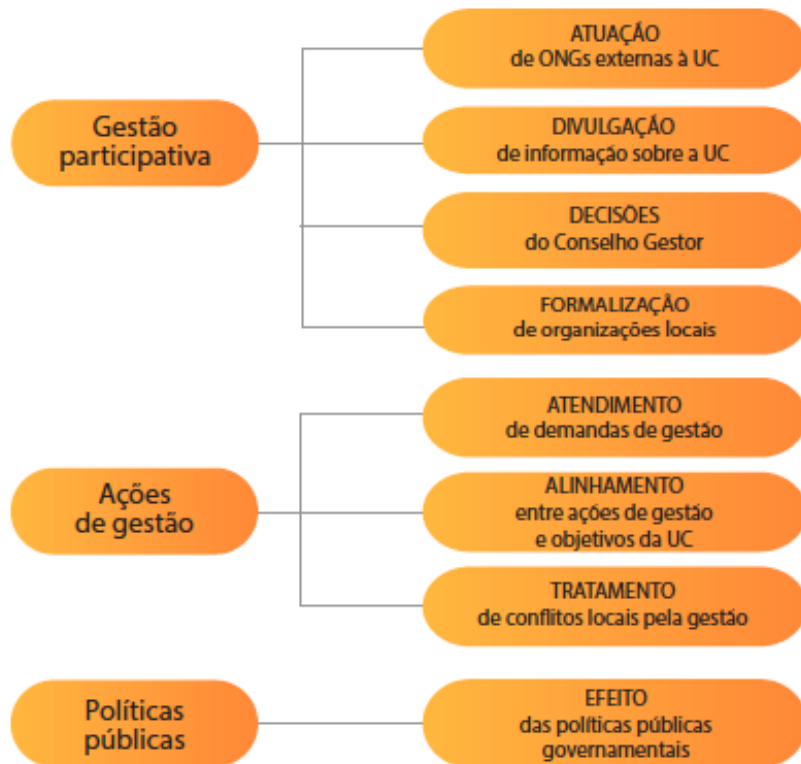 Gestão
participativa
ATUAÇÃO
de ONGs externas à UC
DIVULGAÇÃO
de informação sobre a UC
DECISÕES
do Conselho Gestor
FORMALIZAÇÃO
de organizações locais
Ações
de gestão
ATENDIMENTO
de demandas de gestão
ALINHAMENTO
entre ações de gestão
e objetivos da UC
TRATAMENTO
de conflitos locais pela gestão
Políticas
públicas
EFEITO
das políticas públicas
governamentais